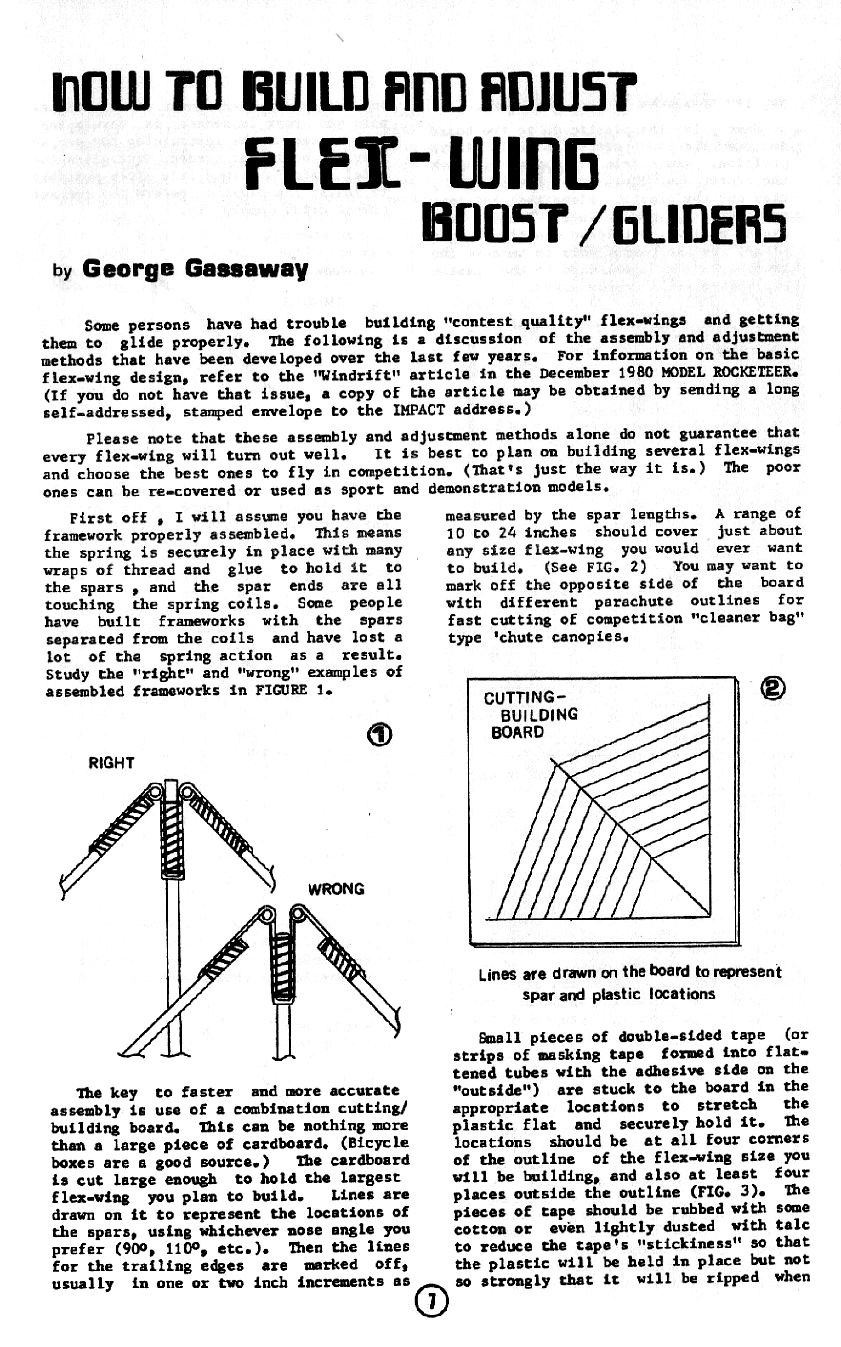 HOW TO BUILD AND ADJUST
FLEX-WING
BOOST/GLIDERS
by George Gassaway
Some persons have had trouble building "contest quality" flex-wings and getting
them to glide properly. The following is a discussion of the assembly and adjustment
methods that have been developed over the last few years. For information on the basic
flex-wing design, refer to the "Windrift" article in the December 1980 MODEL ROCKETEER.
(If you do not have that issue, a copy of the article may be obtained by sending a long
self-addressed, stamped envelope to the IMPACT address.)
Please note that these assembly and adjustment methods alone do not guarantee that
every flex-wing will turn out well. It is best to plan on building several flex-wings
and choose the best ones to fly in competition. (That's just the way it is.) The poor
ones can be re-covered or used as sport and demonstration models.
First off , I will assume you have the
framework properly assembled. This means
the spring is securely in place with many
wraps of thread and glue to hold it to
the spars , and the spar ends are all
touching the spring coils. Some people
have built frameworks with the spars
separated from the coils and have lost a
lot of the spring action as a result.
Study the "right" and "wrong" examples of
assembled frameworks in FIGURE 1.
1
RIGHT
WRONG
The key to faster and more accurate
assembly is use of a combination cutting/
building board. This can be nothing more
than a large piece of cardboard. (Bicycle
boxes are a good source.) The cardboard
is cut large enough to hold the largest
flex-wing you plan to build. Lines are
drawn on it to represent the locations of
the spars, using whichever nose angle you
prefer (90º, 110º, etc.). Then the lines
for the trailing edges are marked off,
usually in one or two inch increments as
measured by the spar lengths. A range of
10 to 24 inches should cover just about
any size flex-wing you would ever want
to build. (See FIG. 2) You may want to
mark off the opposite side of the board
with different parachute outlines for
fast cutting of competition "cleaner bag"
type 'chute canopies.
2
CUTTING-
BUILDING
BOARD
Lines are drawn on the board to represent
spar and plastic locations
Small pieces of double-sided tape (or
strips of masking tape formed into flat-
tened tubes with the adhesive side on the
"outside") are stuck to the board in the
appropriate locations to stretch the
plastic flat and securely hold it. The
locations should be at all four corners
of the outline of the flex-wing size you
will be building, and also at least four
places outside the outline (FIG. 3). The
pieces of tape should be rubbed with some
cotton or even lightly dusted with talc
to reduce the tape's "stickiness" so that
the plastic will be held in place but not
so strongly that it will be ripped when
7